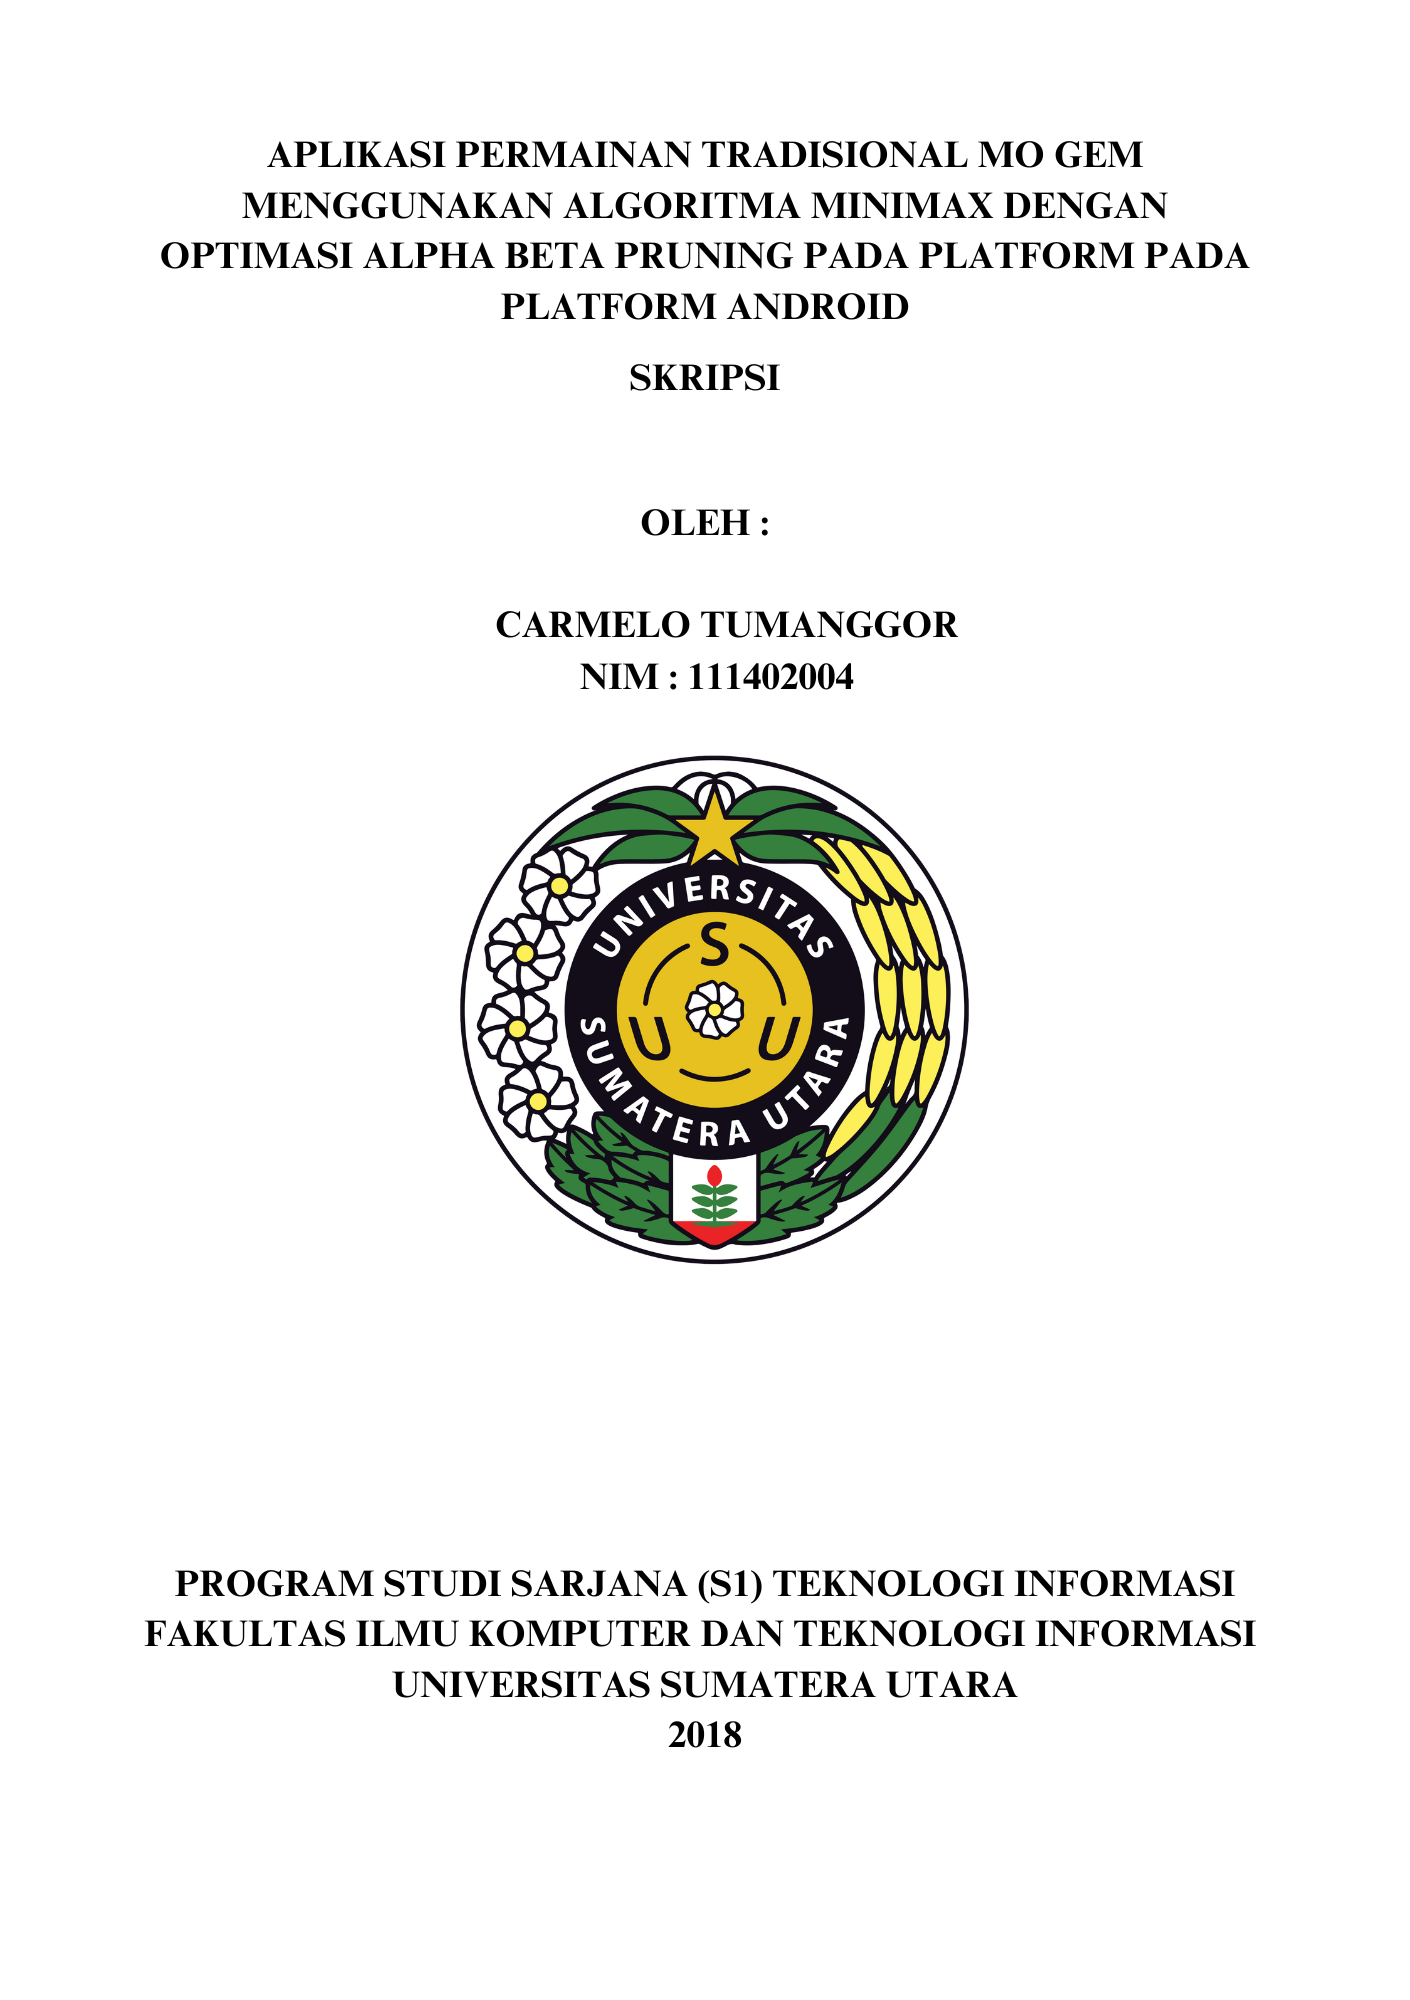 APLIKASI PERMAINAN TRADISIONAL MO GEM
MENGGUNAKAN ALGORITMA MINIMAX DENGAN
OPTIMASI ALPHA BETA PRUNING PADA PLATFORM PADA
PLATFORM ANDROID
SKRIPSI
OLEH :
CARMELO TUMANGGOR
NIM : 111402004
UNIVERSITAS
S
U U
SUMATERA UTARA
PROGRAM STUDI SARJANA (S1) TEKNOLOGI INFORMASI
FAKULTAS ILMU KOMPUTER DAN TEKNOLOGI INFORMASI
UNIVERSITAS SUMATERA UTARA
2018